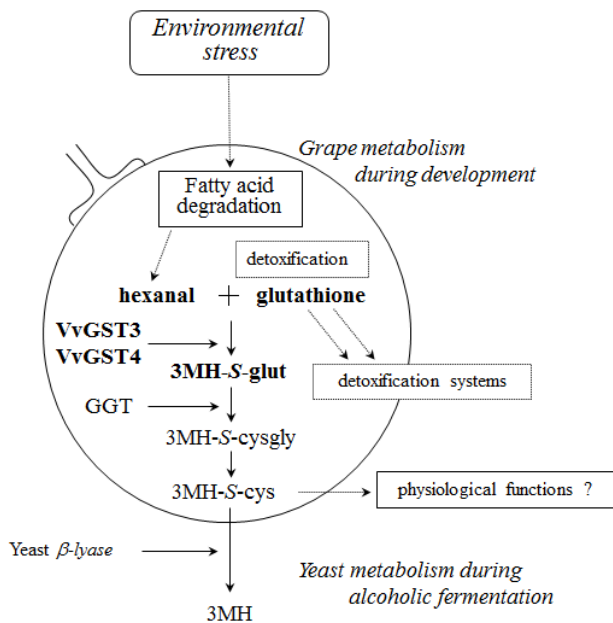 Environmental
stress
Grape metabolism
during development
Fatty acid
degradation
detoxification
hexanal + glutathione
VvGST3
VvGST4
3MH-S-glut
detoxification systems
GGT
3MH-S-cysgly
3MH-S-cys
physiological functions ?
Yeast β-lyase
Yeast metabolism during
alcoholic fermentation
3MH